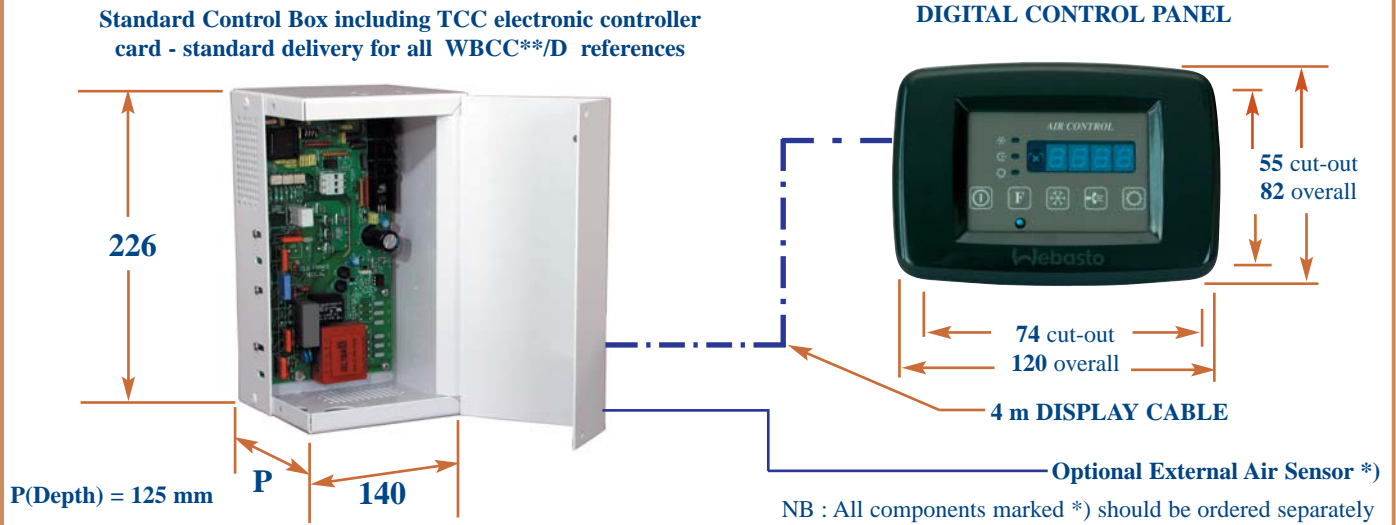 Standard Control Box including TCC electronic controller
card - standard delivery for all WBCC**/D references
DIGITAL CONTROL PANEL
226
P
140
P(Depth) = 125 mm
AIR CONTROL
F
Webasto
55 cut-out
82 overall
74 cut-out
120 overall
4 m DISPLAY CABLE
Optional External Air Sensor *)
NB : All components marked *) should be ordered separately